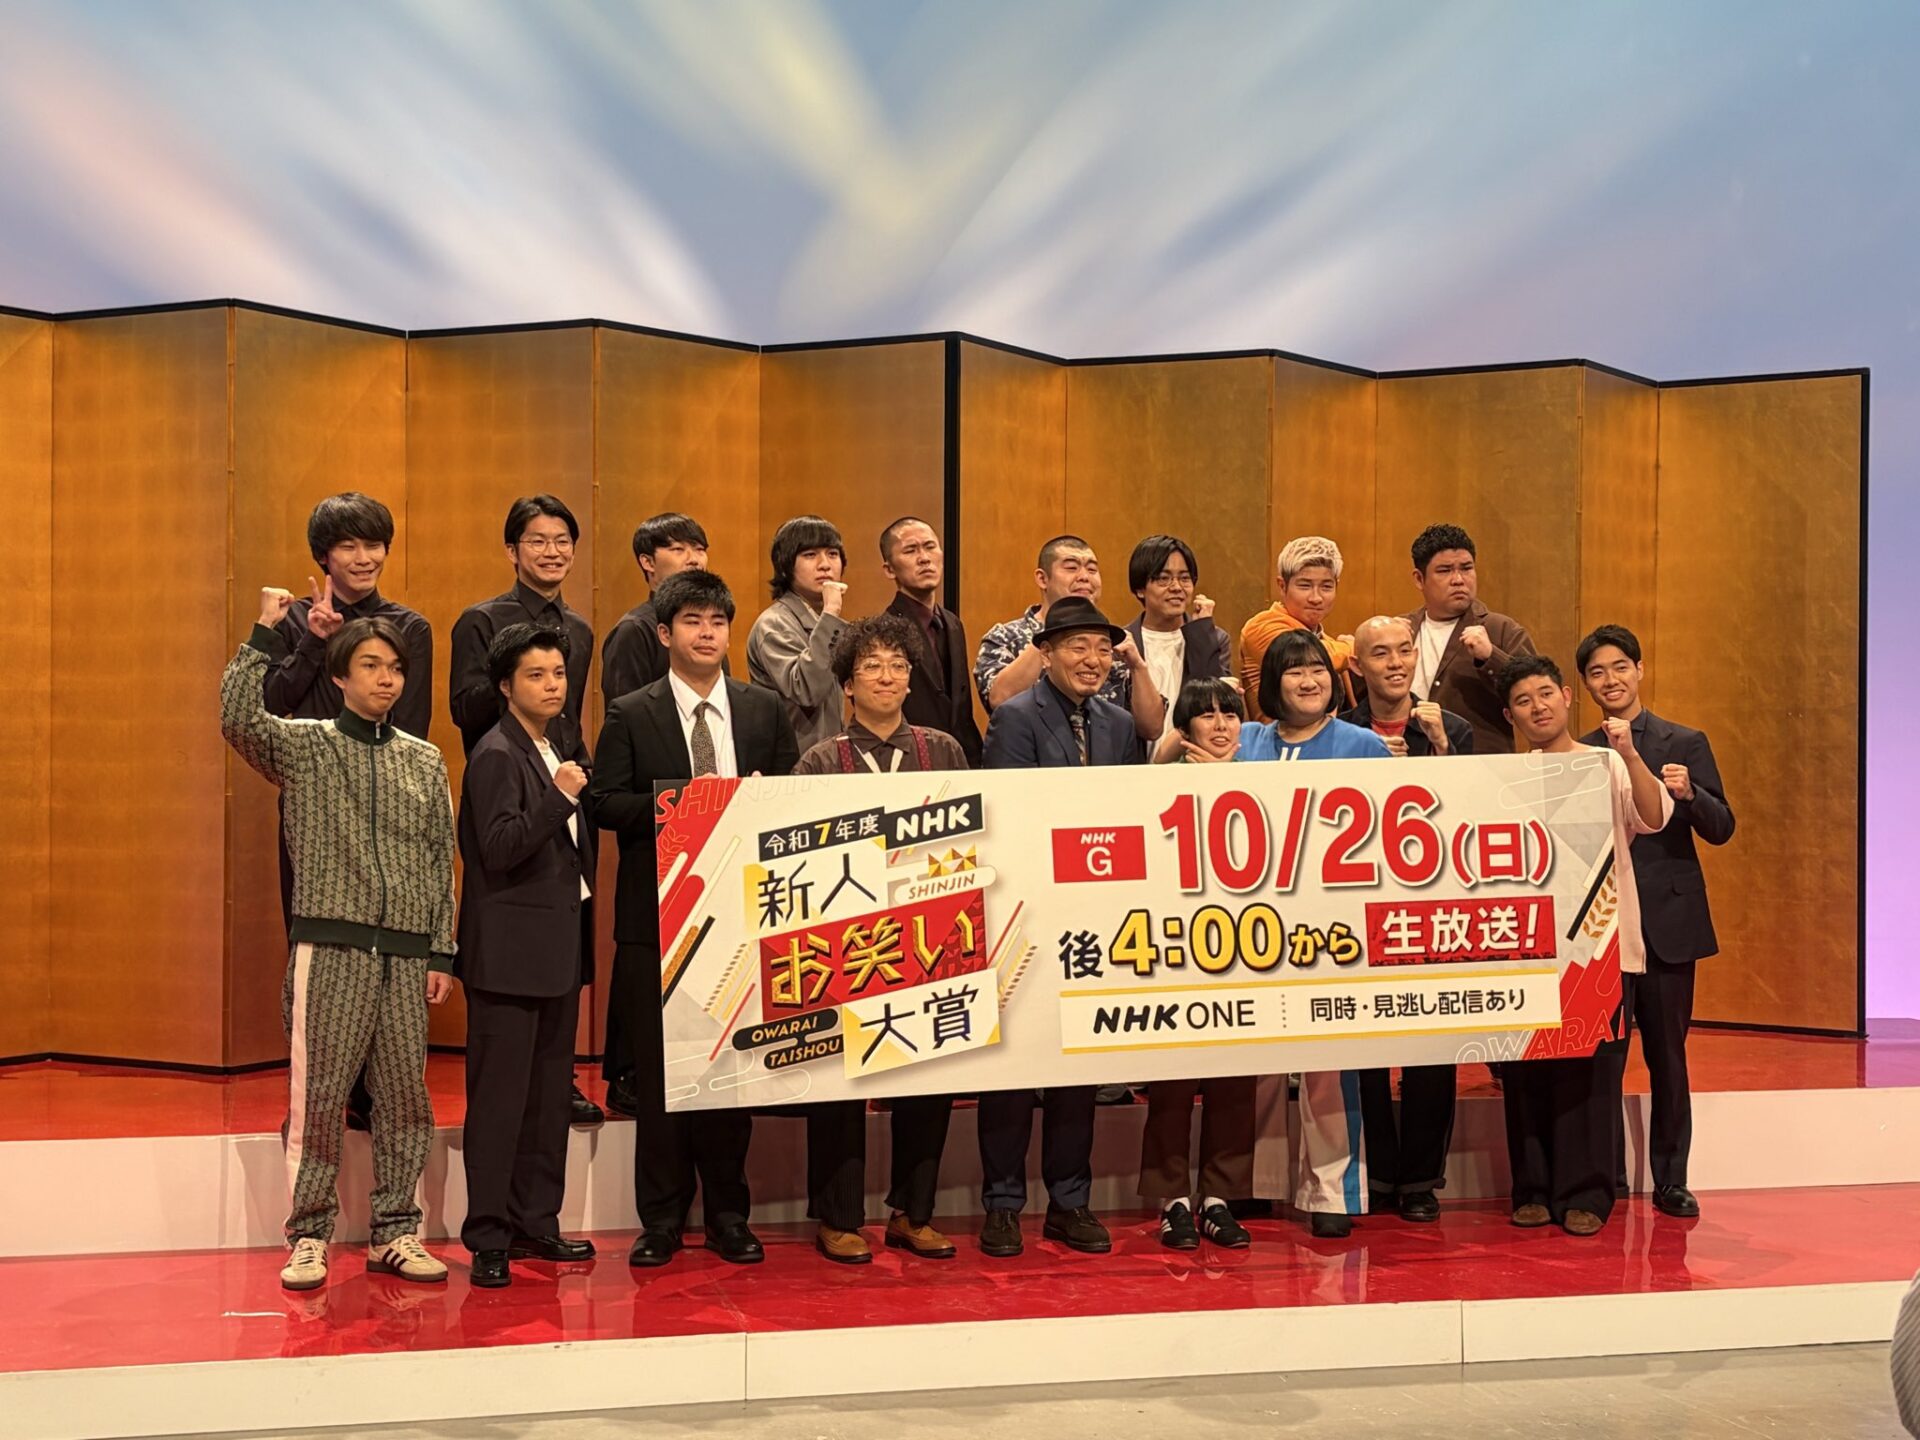 SHINJIN
令和7年度 NHK
新人
SHINJIN
お笑い
OWARAI
TAISHOU
大賞
NHK
G
10/26(日)
後4:00から 生放送!
NHK ONE 同時・見逃し配信あり
OWARAI